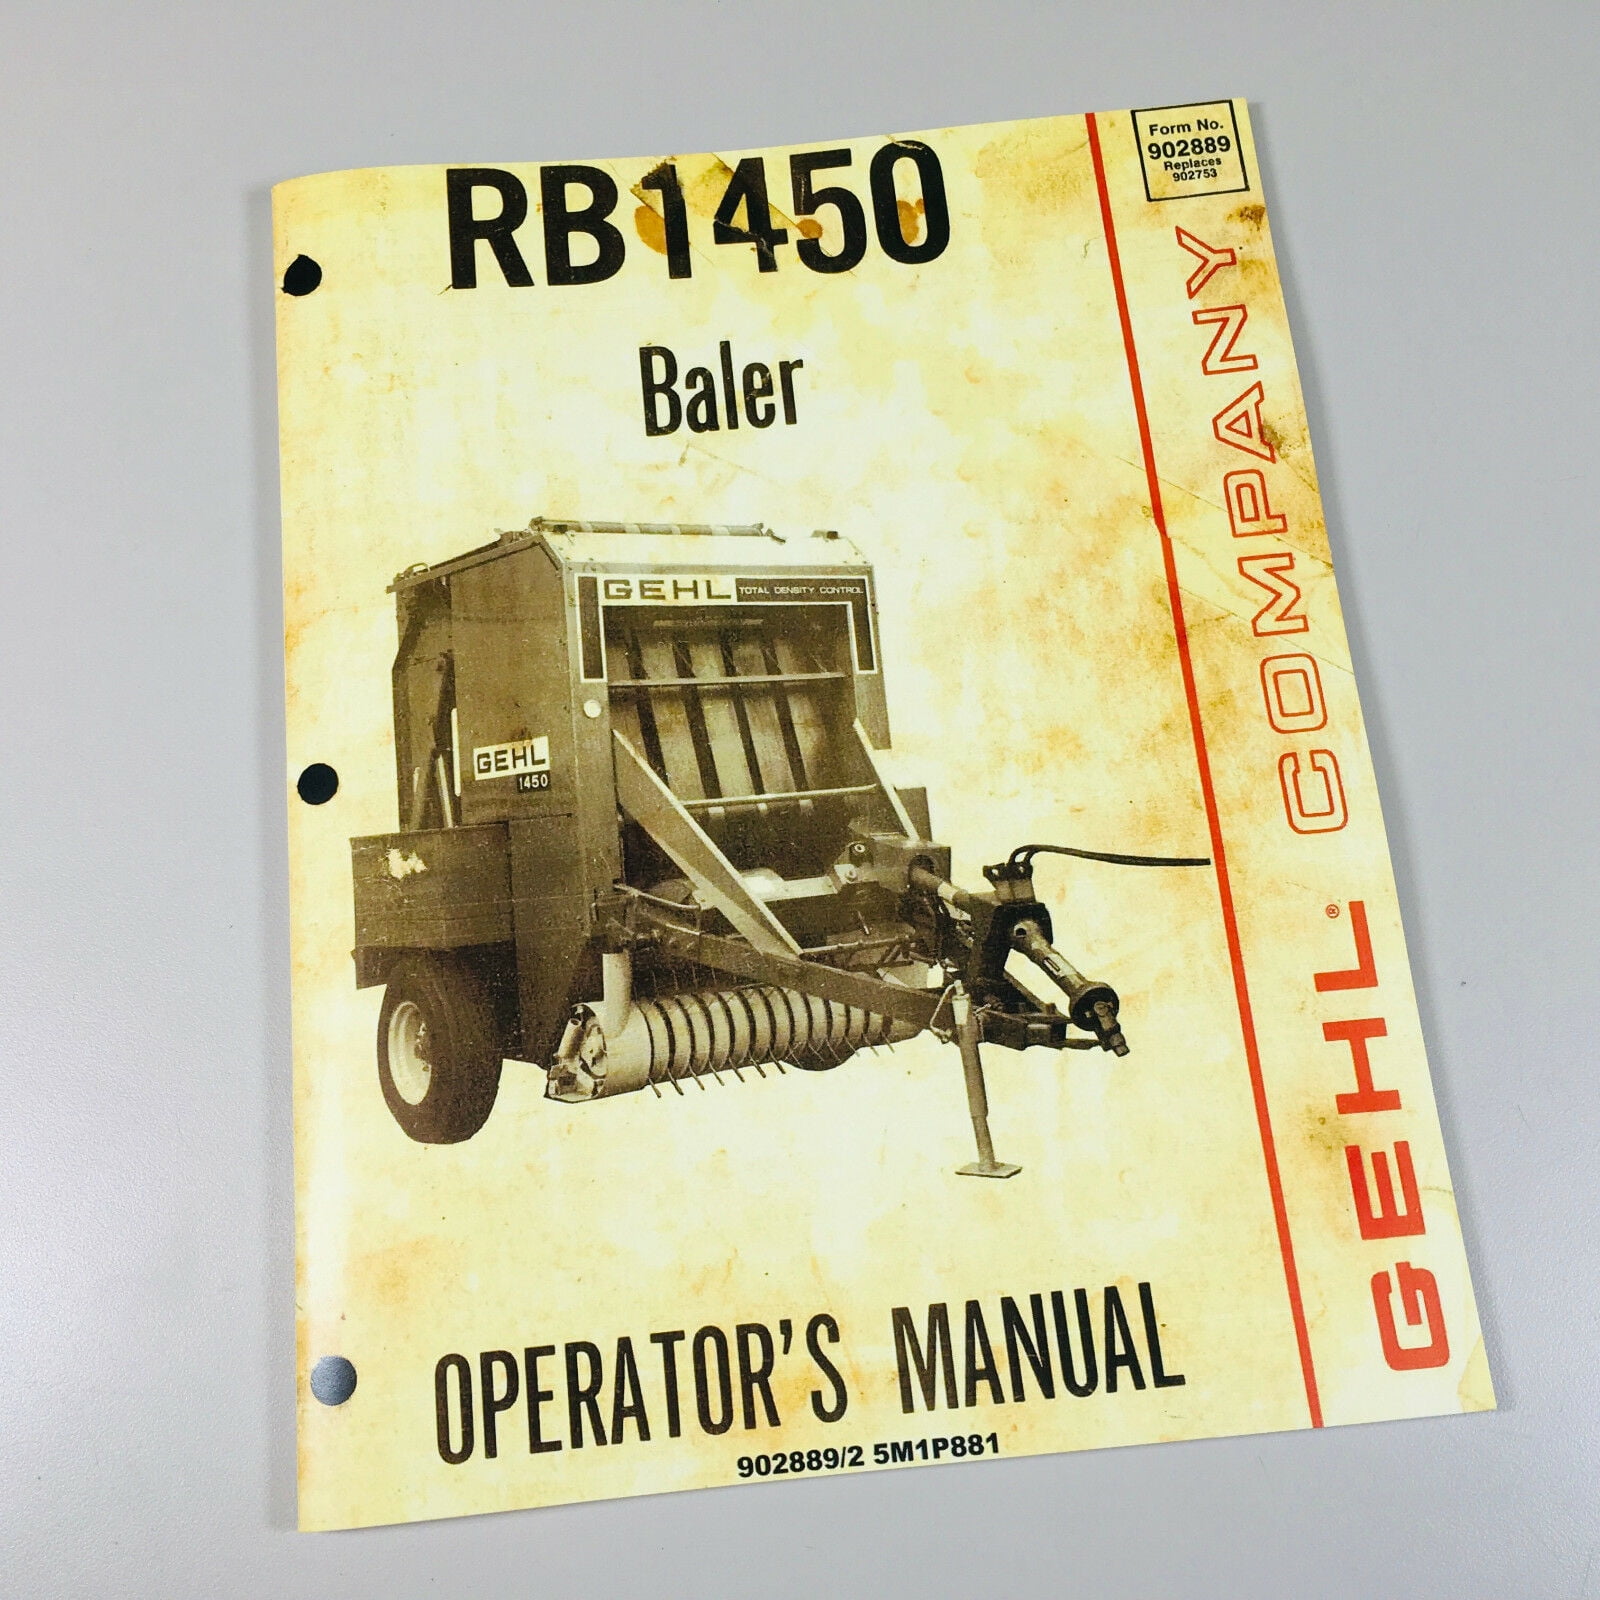 RB1450
Baler
Form No.
902889
Replaces
902753
GEHL TOTAL DENSITY CONTROL
GEHL
1450
GEHL® COMPANY
OPERATOR'S MANUAL
902889/2 5M1P881